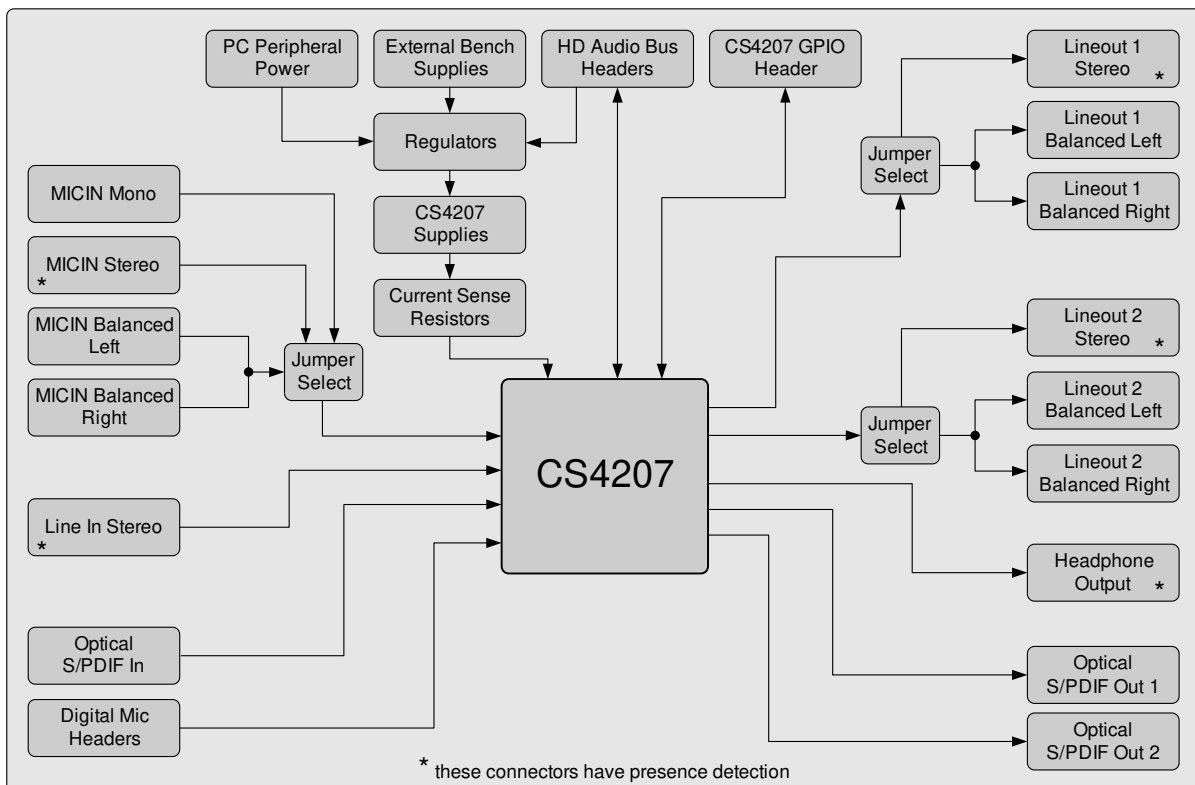 PC Peripheral
Power
External Bench
Supplies
HD Audio Bus
Headers
CS4207 GPIO
Header
Regulators
CS4207
Supplies
Current Sense
Resistors
MICIN Mono
MICIN Stereo
*
MICIN Balanced
Left
MICIN Balanced
Right
Jumper
Select
Line In Stereo
*
Optical
S/PDIF In
Digital Mic
Headers
CS4207
Jumper
Select
Lineout 1
Stereo *
Lineout 1
Balanced Left
Lineout 1
Balanced Right
Jumper
Select
Lineout 2
Stereo *
Lineout 2
Balanced Left
Lineout 2
Balanced Right
Headphone
Output *
Optical
S/PDIF Out 1
Optical
S/PDIF Out 2
* these connectors have presence detection